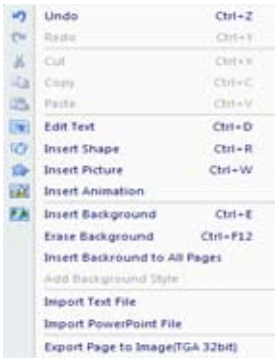 Undo Ctrl+Z
Redo Ctrl+Y
Cut Ctrl+X
Copy Ctrl+C
Paste Ctrl+V
Edit Text Ctrl+D
Insert Shape Ctrl+R
Insert Picture Ctrl+W
Insert Animation
Insert Background Ctrl+E
Erase Background Ctrl+F12
Insert Backround to All Pages
Add Background Style
Import Text File
Import PowerPoint File
Export Page to Image(TGA 32bit)